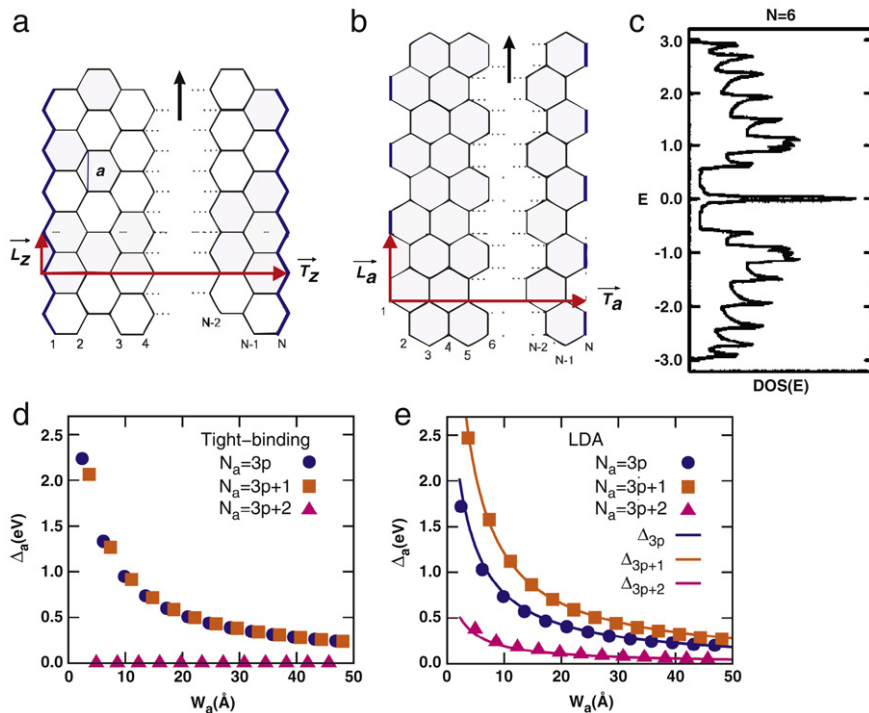 a
a
L_Z
T_Z
N-2
1 2 3 4 N-1 N
b
L_a
T_a
1
2 3 4 5 6 N-2 N-1 N
c
N=6
3.0
2.0
1.0
E 0.0
-1.0
-2.0
-3.0
DOS(E)
d
Tight-binding
N_a=3p
N_a=3p+1
N_a=3p+2
2.5
2.0
1.5
1.0
0.5
0.0
Δ_a(eV)
0 10 20 30 40 50
W_a(Å)
e
LDA
N_a=3p
N_a=3p+1
N_a=3p+2
Δ_3p
Δ_3p+1
Δ_3p+2
2.5
2.0
1.5
1.0
0.5
0.0
Δ_a(eV)
0 10 20 30 40 50
W_a(Å)